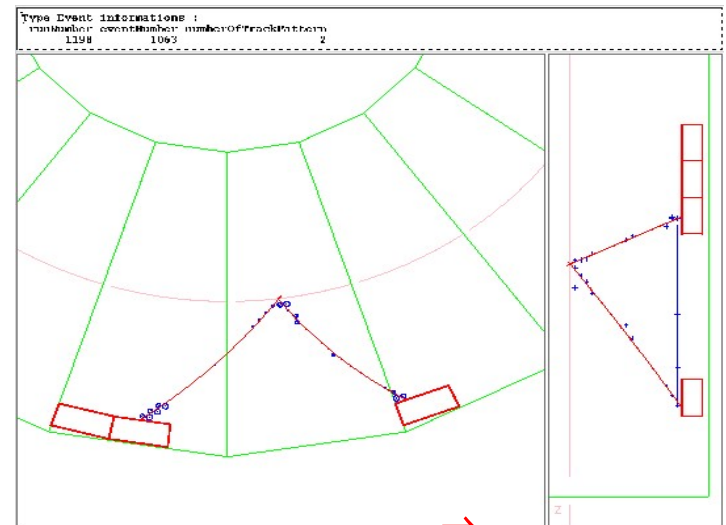 Type Event informations :
runNumber eventNumber numberOfTrackPattern
1198 1063 2
Z